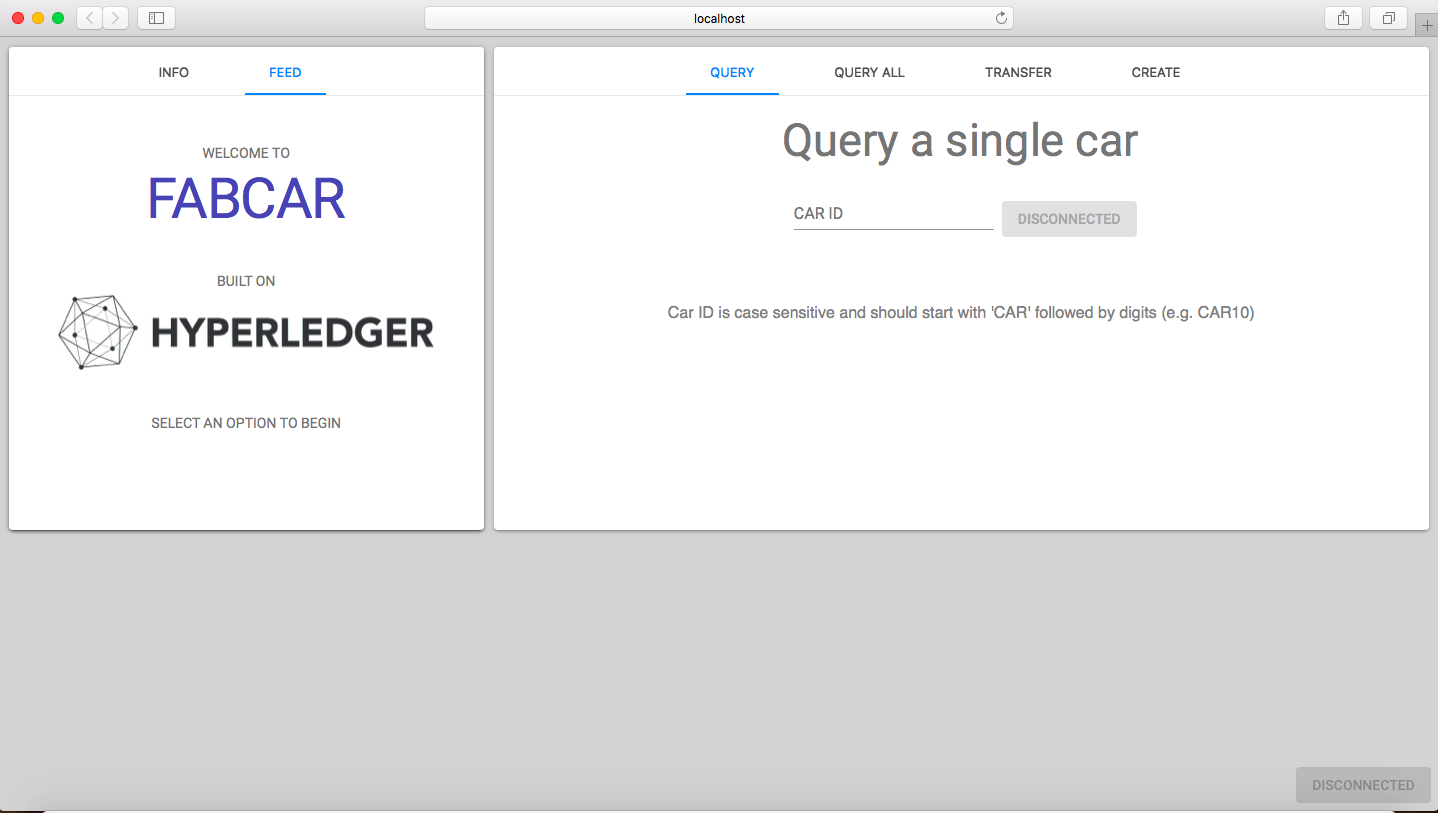 localhost
INFO
FEED
WELCOME TO
FABCAR
BUILT ON
HYPERLEDGER
SELECT AN OPTION TO BEGIN
QUERY
QUERY ALL
TRANSFER
CREATE
Query a single car
CAR ID
DISCONNECTED
Car ID is case sensitive and should start with 'CAR' followed by digits (e.g. CAR10)
DISCONNECTED